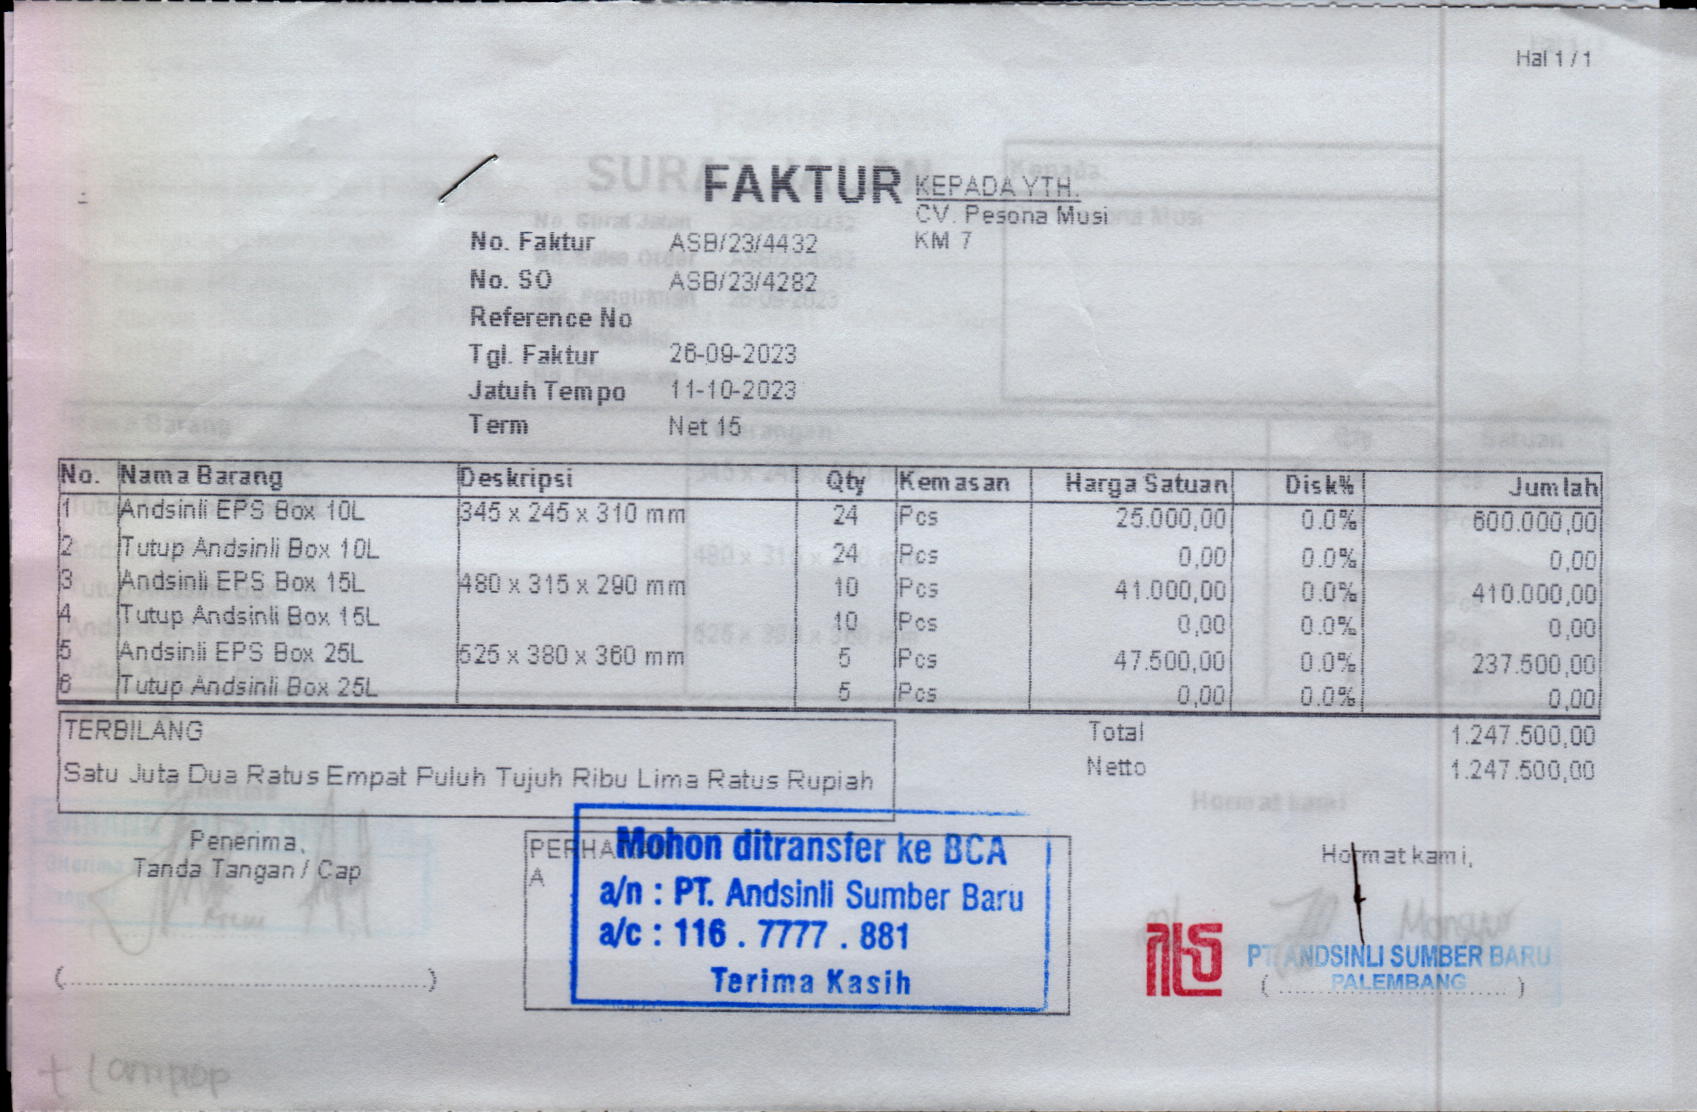 Hal 1 / 1
FAKTUR
KEPADA YTH.
CV. Pesona Musi
KM 7
No. Faktur ASB/23/4432
No. SO ASB/23/4282
Reference No
Tgl. Faktur 26-09-2023
Jatuh Tempo 11-10-2023
Term Net 15
No. Nama Barang Deskripsi Qty Kemasan Harga Satuan Disk% Jumlah
1 Andsinli EPS Box 10L 345 x 245 x 310 mm 24 Pcs 25.000,00 0.0% 600.000,00
2 Tutup Andsinli Box 10L 24 Pcs 0,00 0.0% 0,00
3 Andsinli EPS Box 15L 480 x 315 x 290 mm 10 Pcs 41.000,00 0.0% 410.000,00
4 Tutup Andsinli Box 15L 10 Pcs 0,00 0.0% 0,00
5 Andsinli EPS Box 25L 525 x 380 x 360 mm 5 Pcs 47.500,00 0.0% 237.500,00
6 Tutup Andsinli Box 25L 5 Pcs 0,00 0.0% 0,00
TERBILANG
Satu Juta Dua Ratus Empat Puluh Tujuh Ribu Lima Ratus Rupiah
Total 1.247.500,00
Netto 1.247.500,00
Penerima,
Tanda Tangan / Cap
Mohon ditransfer ke BCA
a/n : PT. Andsinli Sumber Baru
a/c : 116 . 7777 . 881
Terima Kasih
Hormat kami,
PT ANDSINLI SUMBER BARU
PALEMBANG